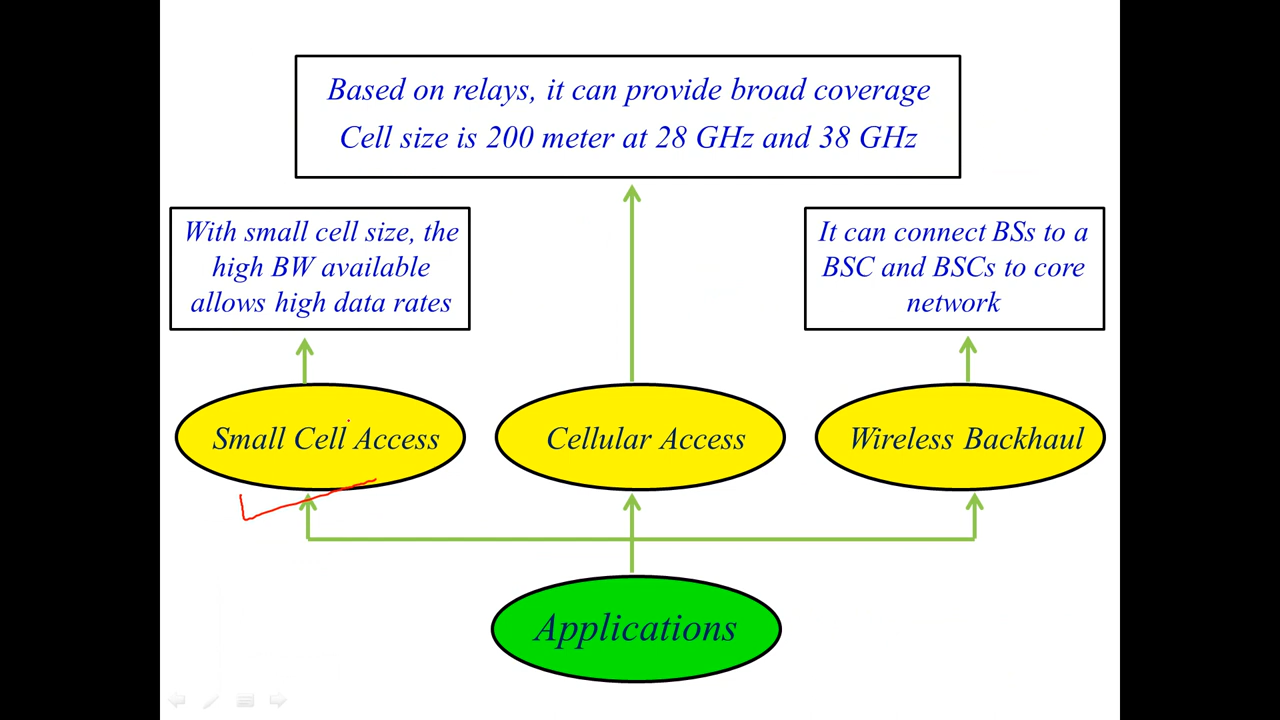 Based on relays, it can provide broad coverage
Cell size is 200 meter at 28 GHz and 38 GHz
With small cell size, the
high BW available
allows high data rates
It can connect BSs to a
BSC and BSCs to core
network
Small Cell Access
Cellular Access
Wireless Backhaul
Applications